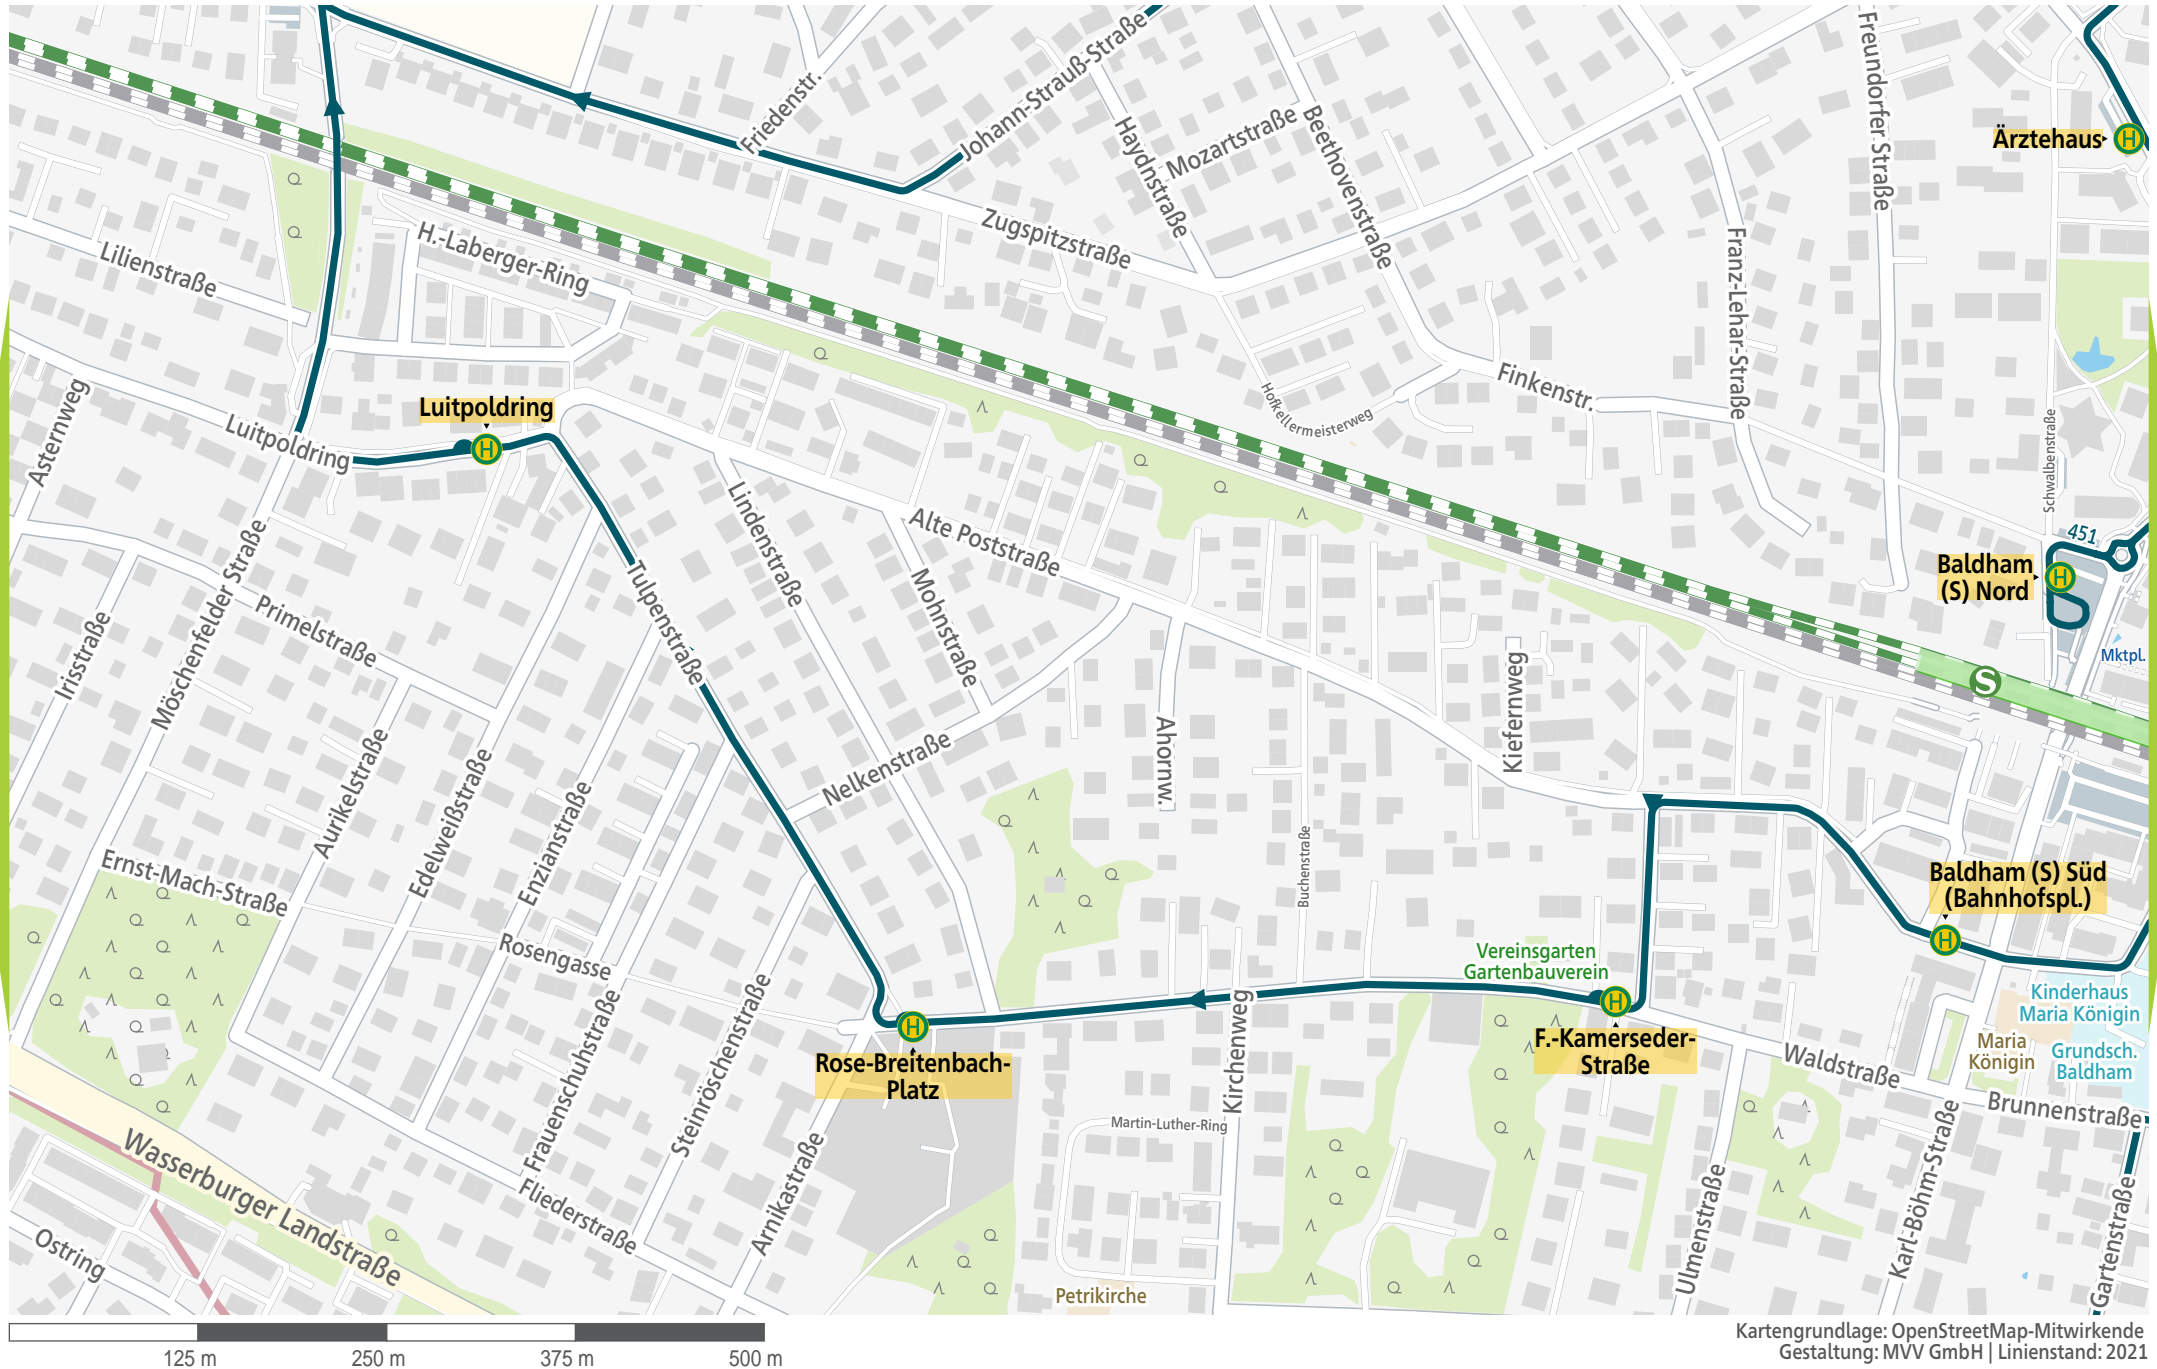 Freundorfer Straße
Johann-Strauß-Straße
Friedenstr.
Haydnstraße
Mozartstraße
Beethovenstraße
Ärztehaus
H
Zugspitzstraße
H.-Laberger-Ring
Lilienstraße
Franz-Lehar-Straße
Finkenstr.
Hofkellermeisterweg
Asternweg
Luitpoldring
H
Luitpoldring
Schwalbenstraße
Lindenstraße
Alte Poststraße
451
Baldham
(S) Nord
H
Möschenfelder Straße
Primelstraße
Irisstraße
Tulpenstraße
Mohnstraße
Kiefernweg
Mktpl.
S
Ahornw.
Nelkenstraße
Aurikelstraße
Edelweißstraße
Enzianstraße
Buchenstraße
Ernst-Mach-Straße
Rosengasse
Baldham (S) Süd
(Bahnhofspl.)
H
Vereinsgarten
Gartenbauverein
H
F.-Kamerseder-
Straße
Kinderhaus
Maria Königin
Maria
Königin
Grundsch.
Baldham
H
Rose-Breitenbach-
Platz
Frauenschuhstraße
Steinröschenstraße
Kirchenweg
Waldstraße
Brunnenstraße
Martin-Luther-Ring
Wasserburger Landstraße
Fliederstraße
Arnikastraße
Ulmenstraße
Karl-Böhm-Straße
Gartenstraße
Ostring
Petrikirche
125 m
250 m
375 m
500 m
Kartengrundlage: OpenStreetMap-Mitwirkende
Gestaltung: MVV GmbH | Linienstand: 2021